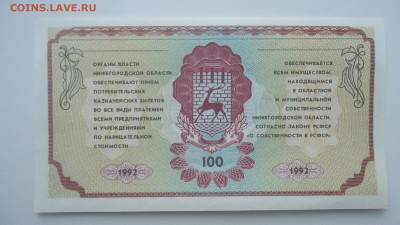 COINS.LAVE.RU
ОРГАНЫ ВЛАСТИ
НИЖЕГОРОДСКОЙ ОБЛАСТИ
ОБЕСПЕЧИВАЮТ ПРИЕМ
ПОТРЕБИТЕЛЬСКИХ
КАЗНАЧЕЙСКИХ БИЛЕТОВ
ВО ВСЕ ВИДЫ ПЛАТЕЖЕЙ
ВСЕМИ ПРЕДПРИЯТИЯМИ
И УЧРЕЖДЕНИЯМИ
ПО НАРИЦАТЕЛЬНОЙ
СТОИМОСТИ
ОБЕСПЕЧИВАЕТСЯ
ВСЕМ ИМУЩЕСТВОМ,
НАХОДЯЩИМСЯ
В ОБЛАСТНОЙ
И МУНИЦИПАЛЬНОЙ
СОБСТВЕННОСТИ
НИЖЕГОРОДСКОЙ ОБЛАСТИ,
СОГЛАСНО ЗАКОНЕ РСФСР
«О СОБСТВЕННОСТИ В РСФСР»
100
1992
1992